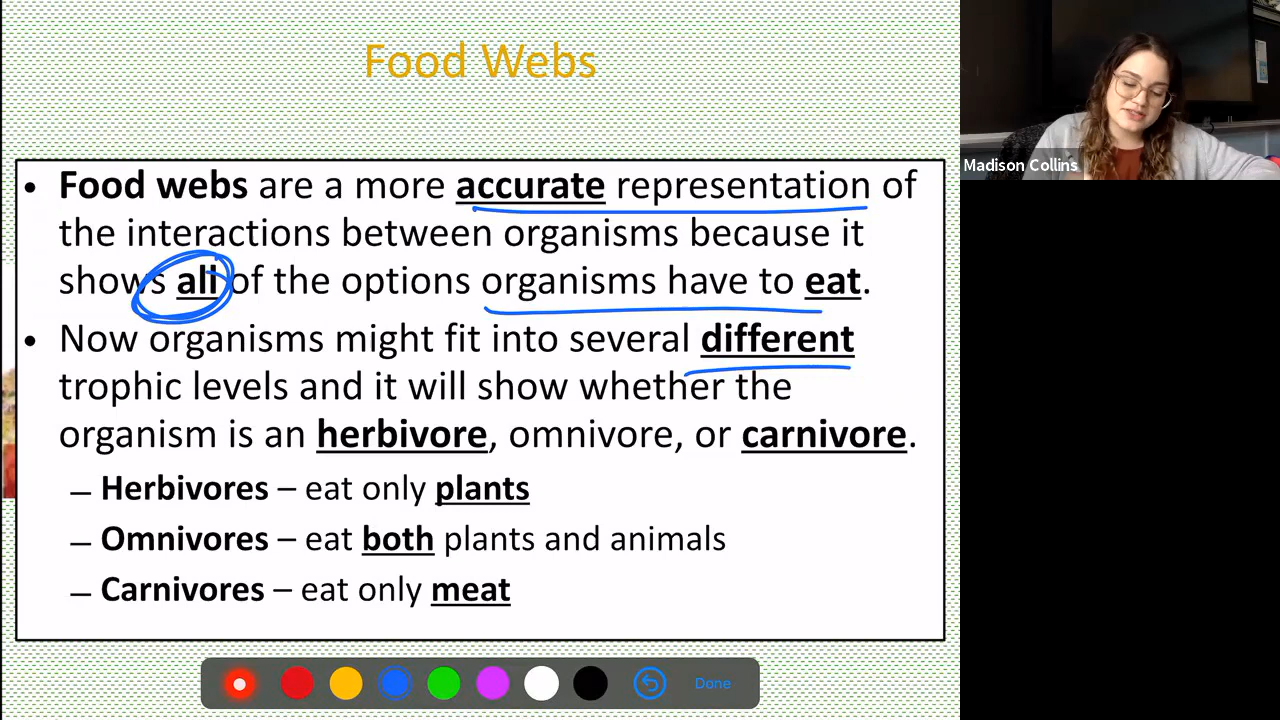 Food Webs
Madison Collins
• Food webs are a more accurate representation of
the interactions between organisms because it
shows all of the options organisms have to eat.
• Now organisms might fit into several different
trophic levels and it will show whether the
organism is an herbivore, omnivore, or carnivore.
– Herbivores – eat only plants
– Omnivores – eat both plants and animals
– Carnivores – eat only meat
Done